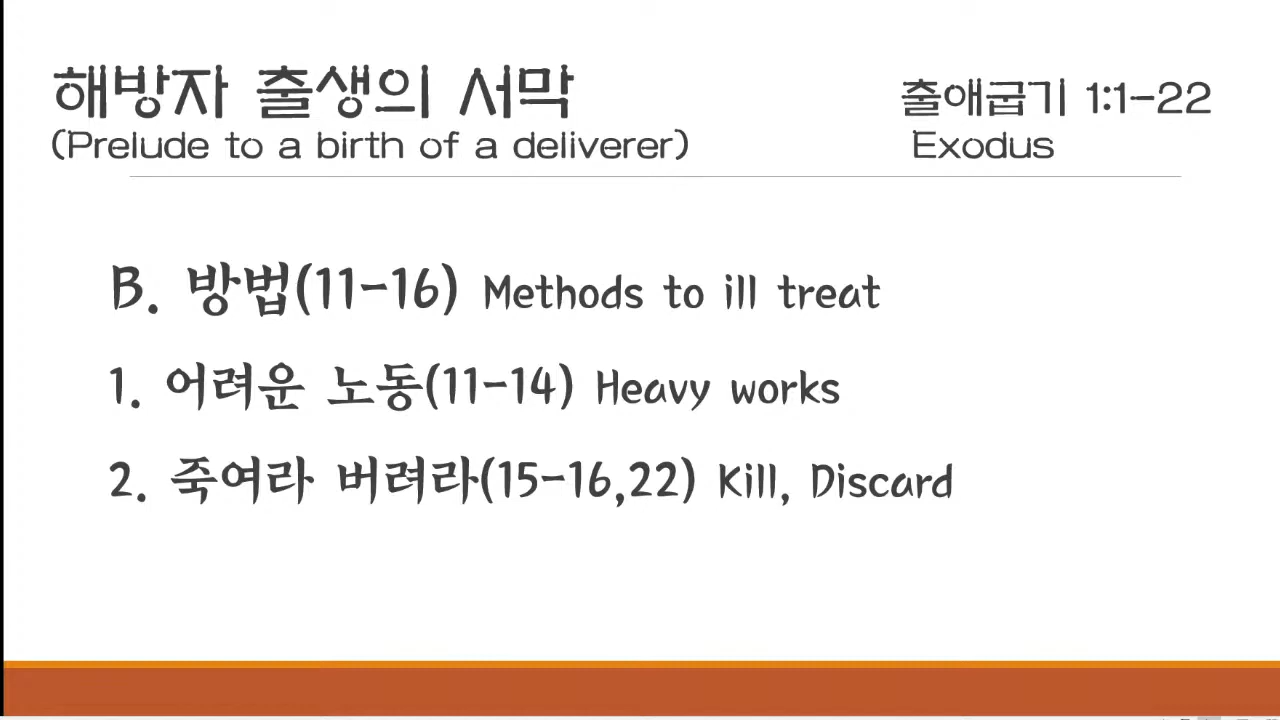 해방자 출생의 서막
(Prelude to a birth of a deliverer)
출애굽기 1:1-22
Exodus
B. 방법(11-16) Methods to ill treat
1. 어려운 노동(11-14) Heavy works
2. 죽여라 버려라(15-16,22) Kill, Discard